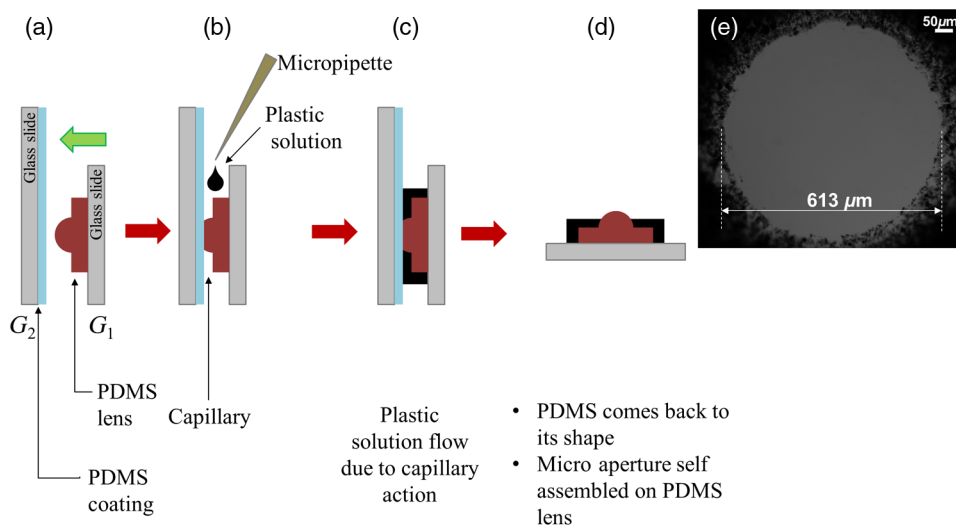 (a)
(b)
(c)
(d)
(e)
50µm
Micropipette
Plastic
solution
Glass slide
Glass slide
613 µm
G2
G1
PDMS
lens
Capillary
PDMS
coating
Plastic
solution flow
due to capillary
action
• PDMS comes back to
its shape
• Micro aperture self
assembled on PDMS
lens